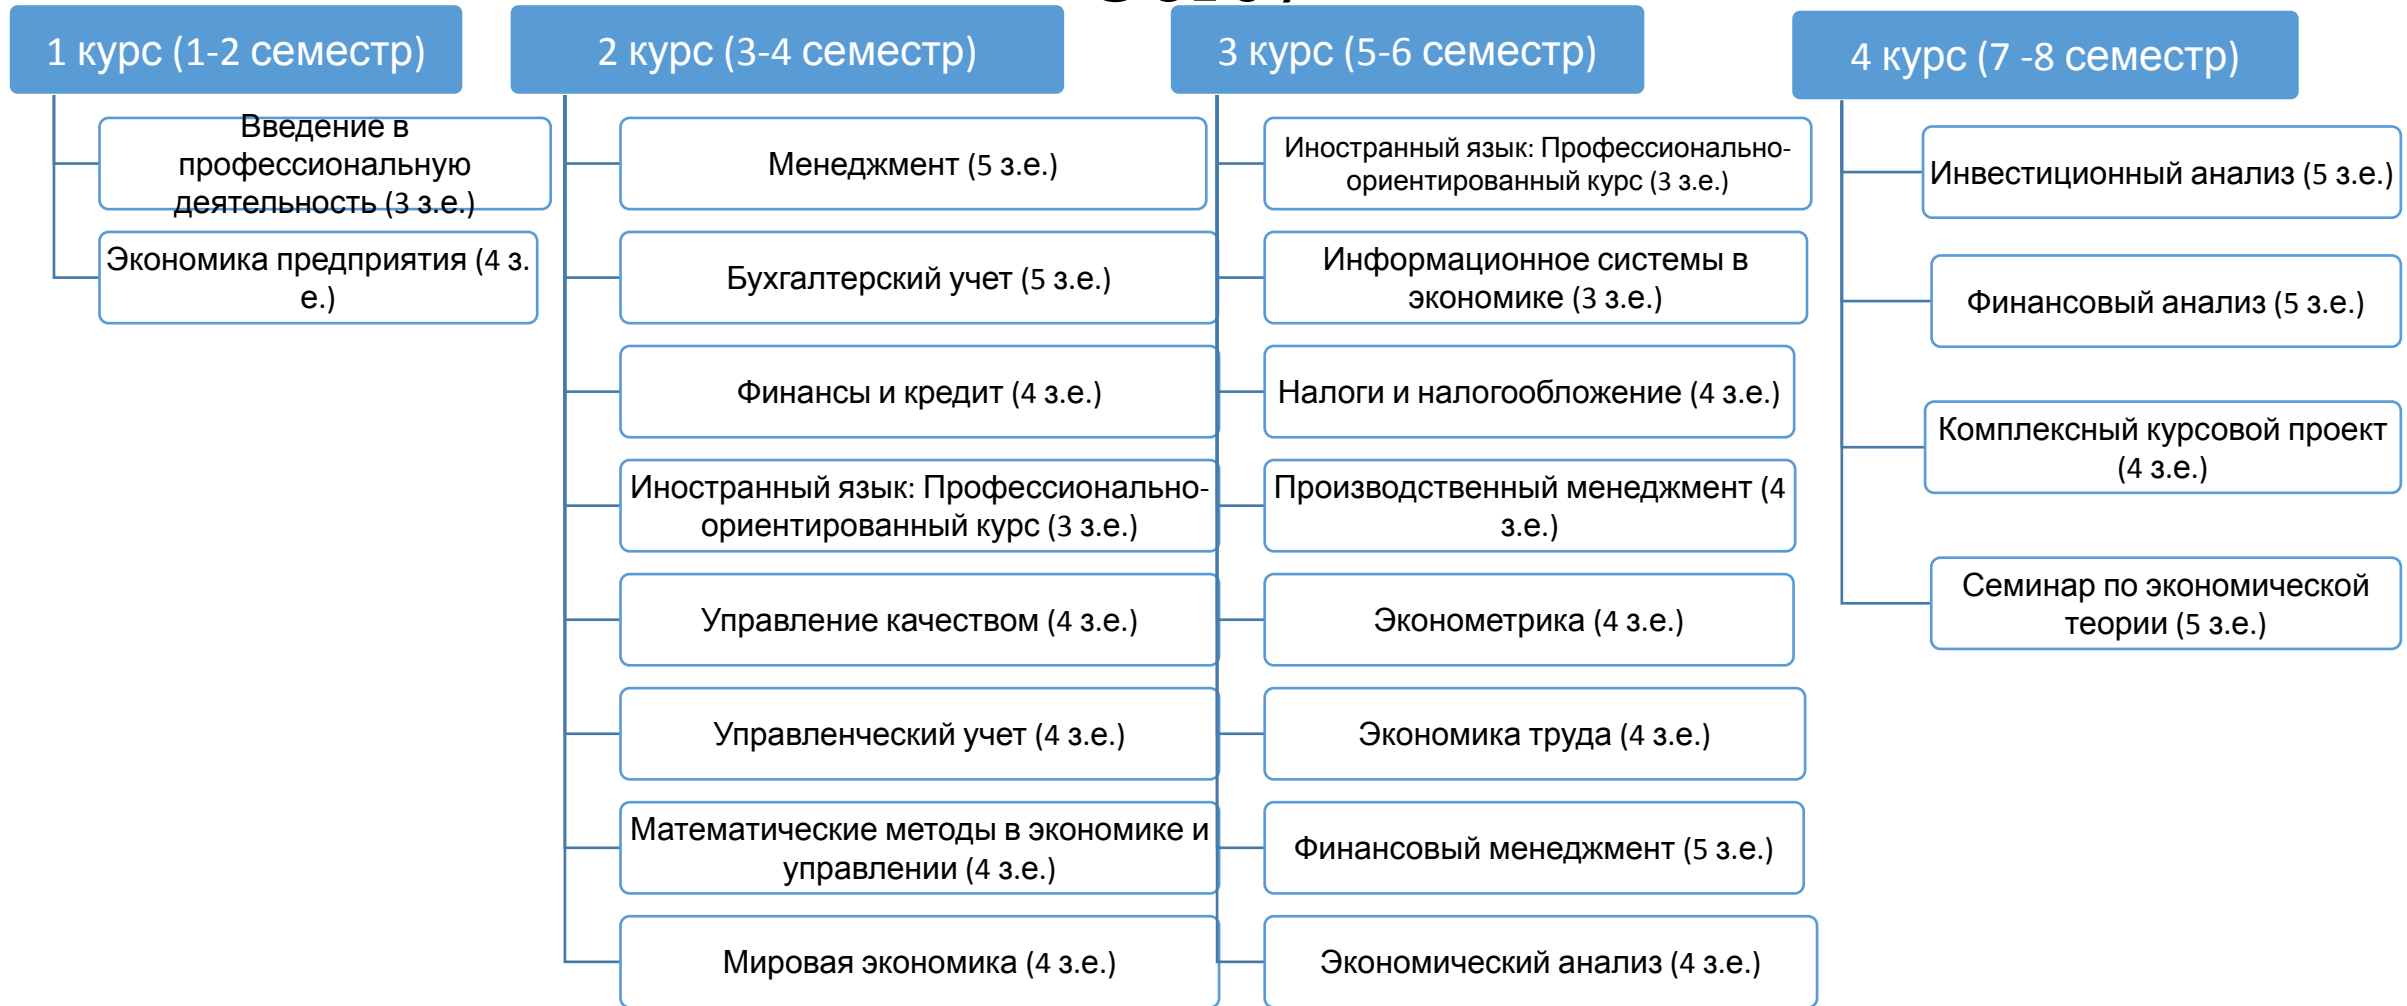 1 курс (1-2 семестр)
Введение в
профессиональную
деятельность (3 з.е.)
Экономика предприятия (4 з.
е.)
2 курс (3-4 семестр)
Менеджмент (5 з.е.)
Бухгалтерский учет (5 з.е.)
Финансы и кредит (4 з.е.)
Иностранный язык: Профессионально-
ориентированный курс (3 з.е.)
Управление качеством (4 з.е.)
Управленческий учет (4 з.е.)
Математические методы в экономике и
управлении (4 з.е.)
Мировая экономика (4 з.е.)
3 курс (5-6 семестр)
Иностранный язык: Профессионально-
ориентированный курс (3 з.е.)
Информационное системы в
экономике (3 з.е.)
Налоги и налогообложение (4 з.е.)
Производственный менеджмент (4
з.е.)
Эконометрика (4 з.е.)
Экономика труда (4 з.е.)
Финансовый менеджмент (5 з.е.)
Экономический анализ (4 з.е.)
4 курс (7 -8 семестр)
Инвестиционный анализ (5 з.е.)
Финансовый анализ (5 з.е.)
Комплексный курсовой проект
(4 з.е.)
Семинар по экономической
теории (5 з.е.)